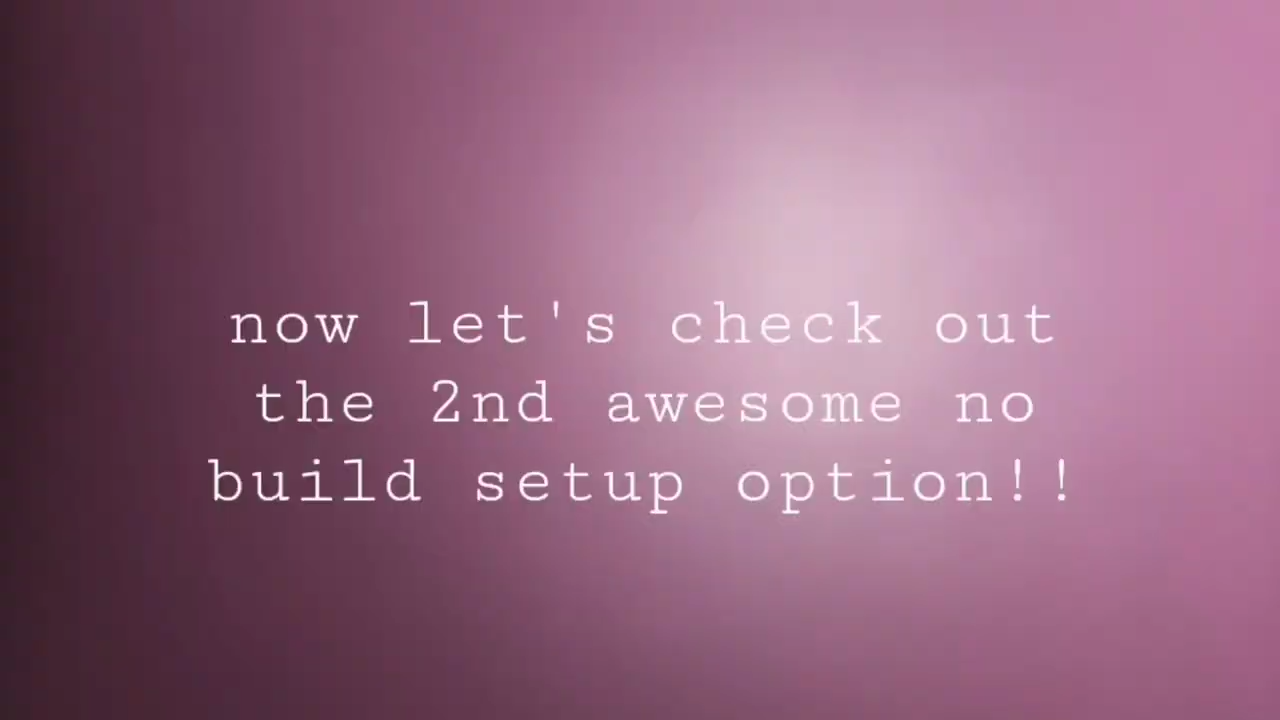 now let's check out
the 2nd awesome no
build setup option!!